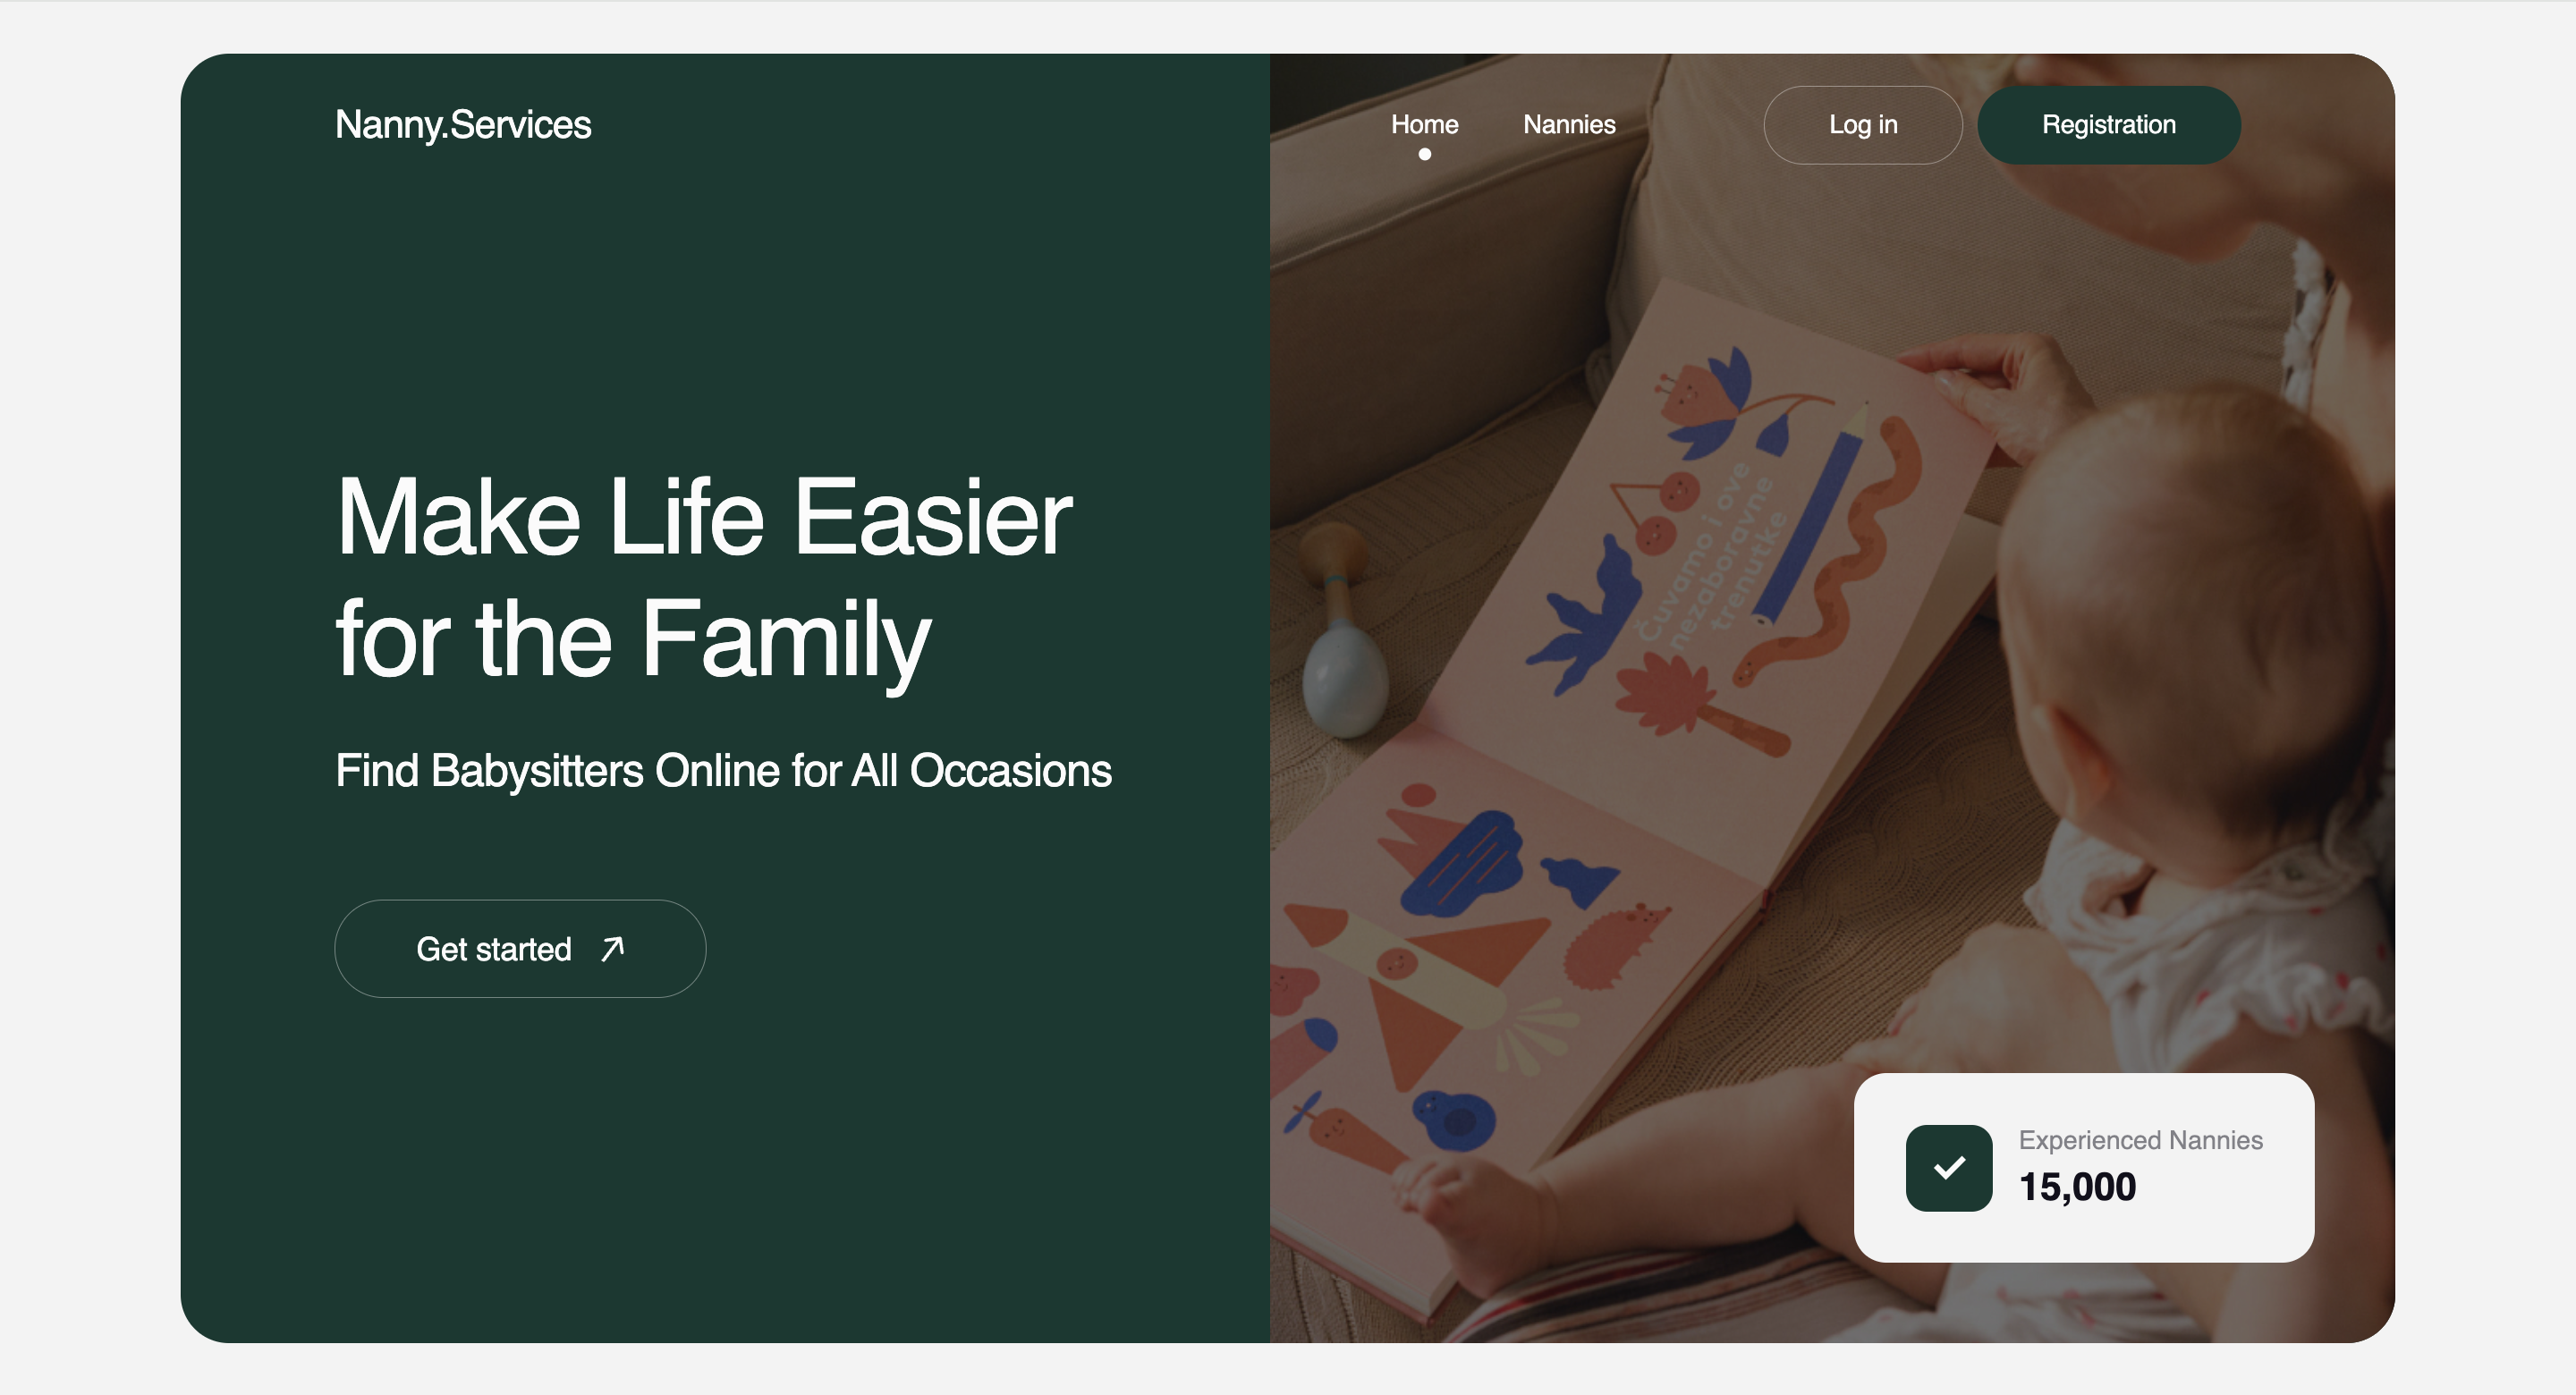 Nanny.Services
Home
Nannies
Log in
Registration
Make Life Easier
for the Family
Find Babysitters Online for All Occasions
Get started
Čuvamo i ove
nezaboravne
trenutke
Experienced Nannies
15,000